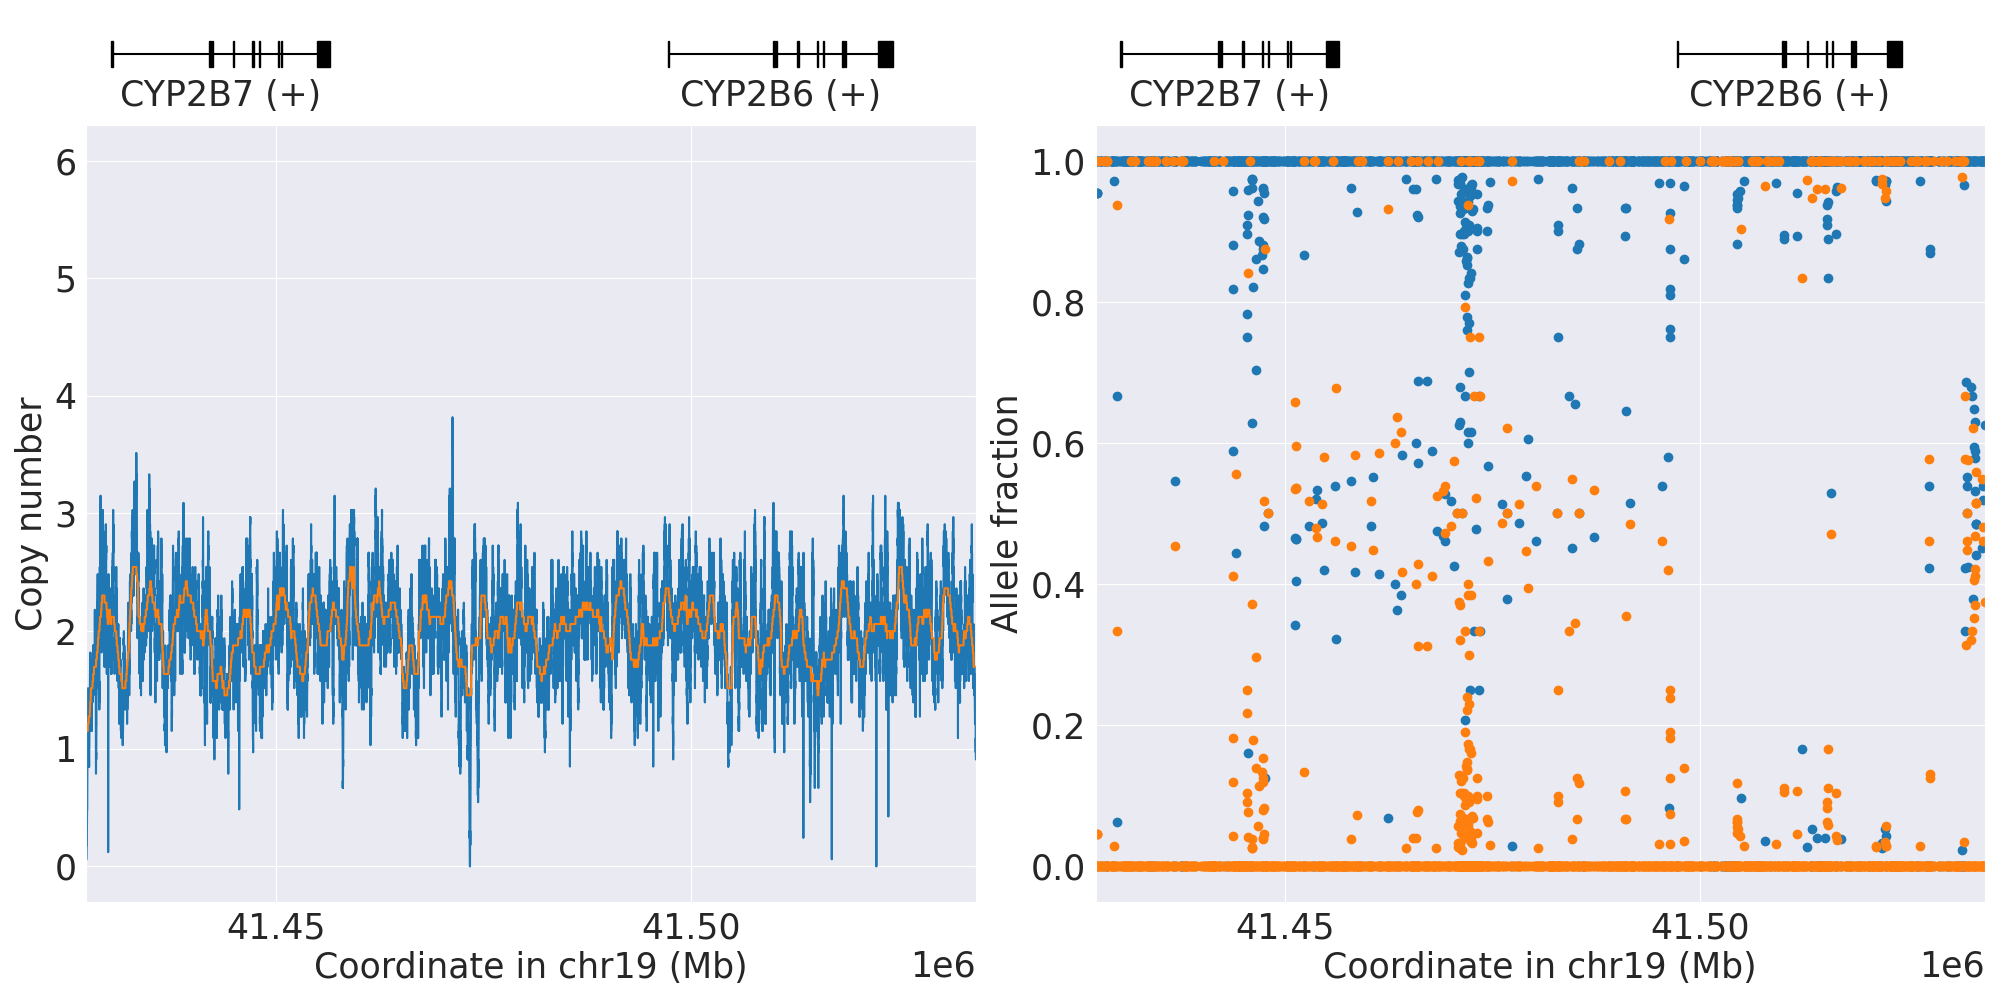 CYP2B7 (+) CYP2B6 (+)
6
5
4
3
2
1
0
Copy number
41.45 41.50
Coordinate in chr19 (Mb) 1e6
CYP2B7 (+) CYP2B6 (+)
1.0
0.8
0.6
0.4
0.2
0.0
Allele fraction
41.45 41.50
Coordinate in chr19 (Mb) 1e6